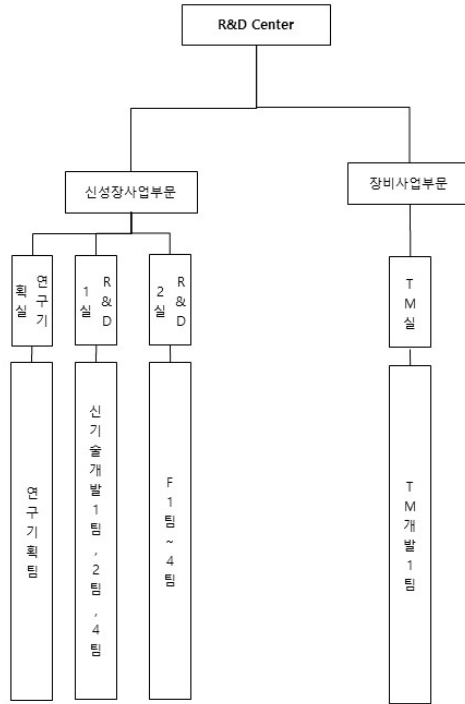 R&D Center
신성장사업부문
장비사업부문
연구기획실
R&D 1실
R&D 2실
TM실
연구기획팀
신기술개발1팀,2팀,4팀
F1팀~4팀
TM개발1팀